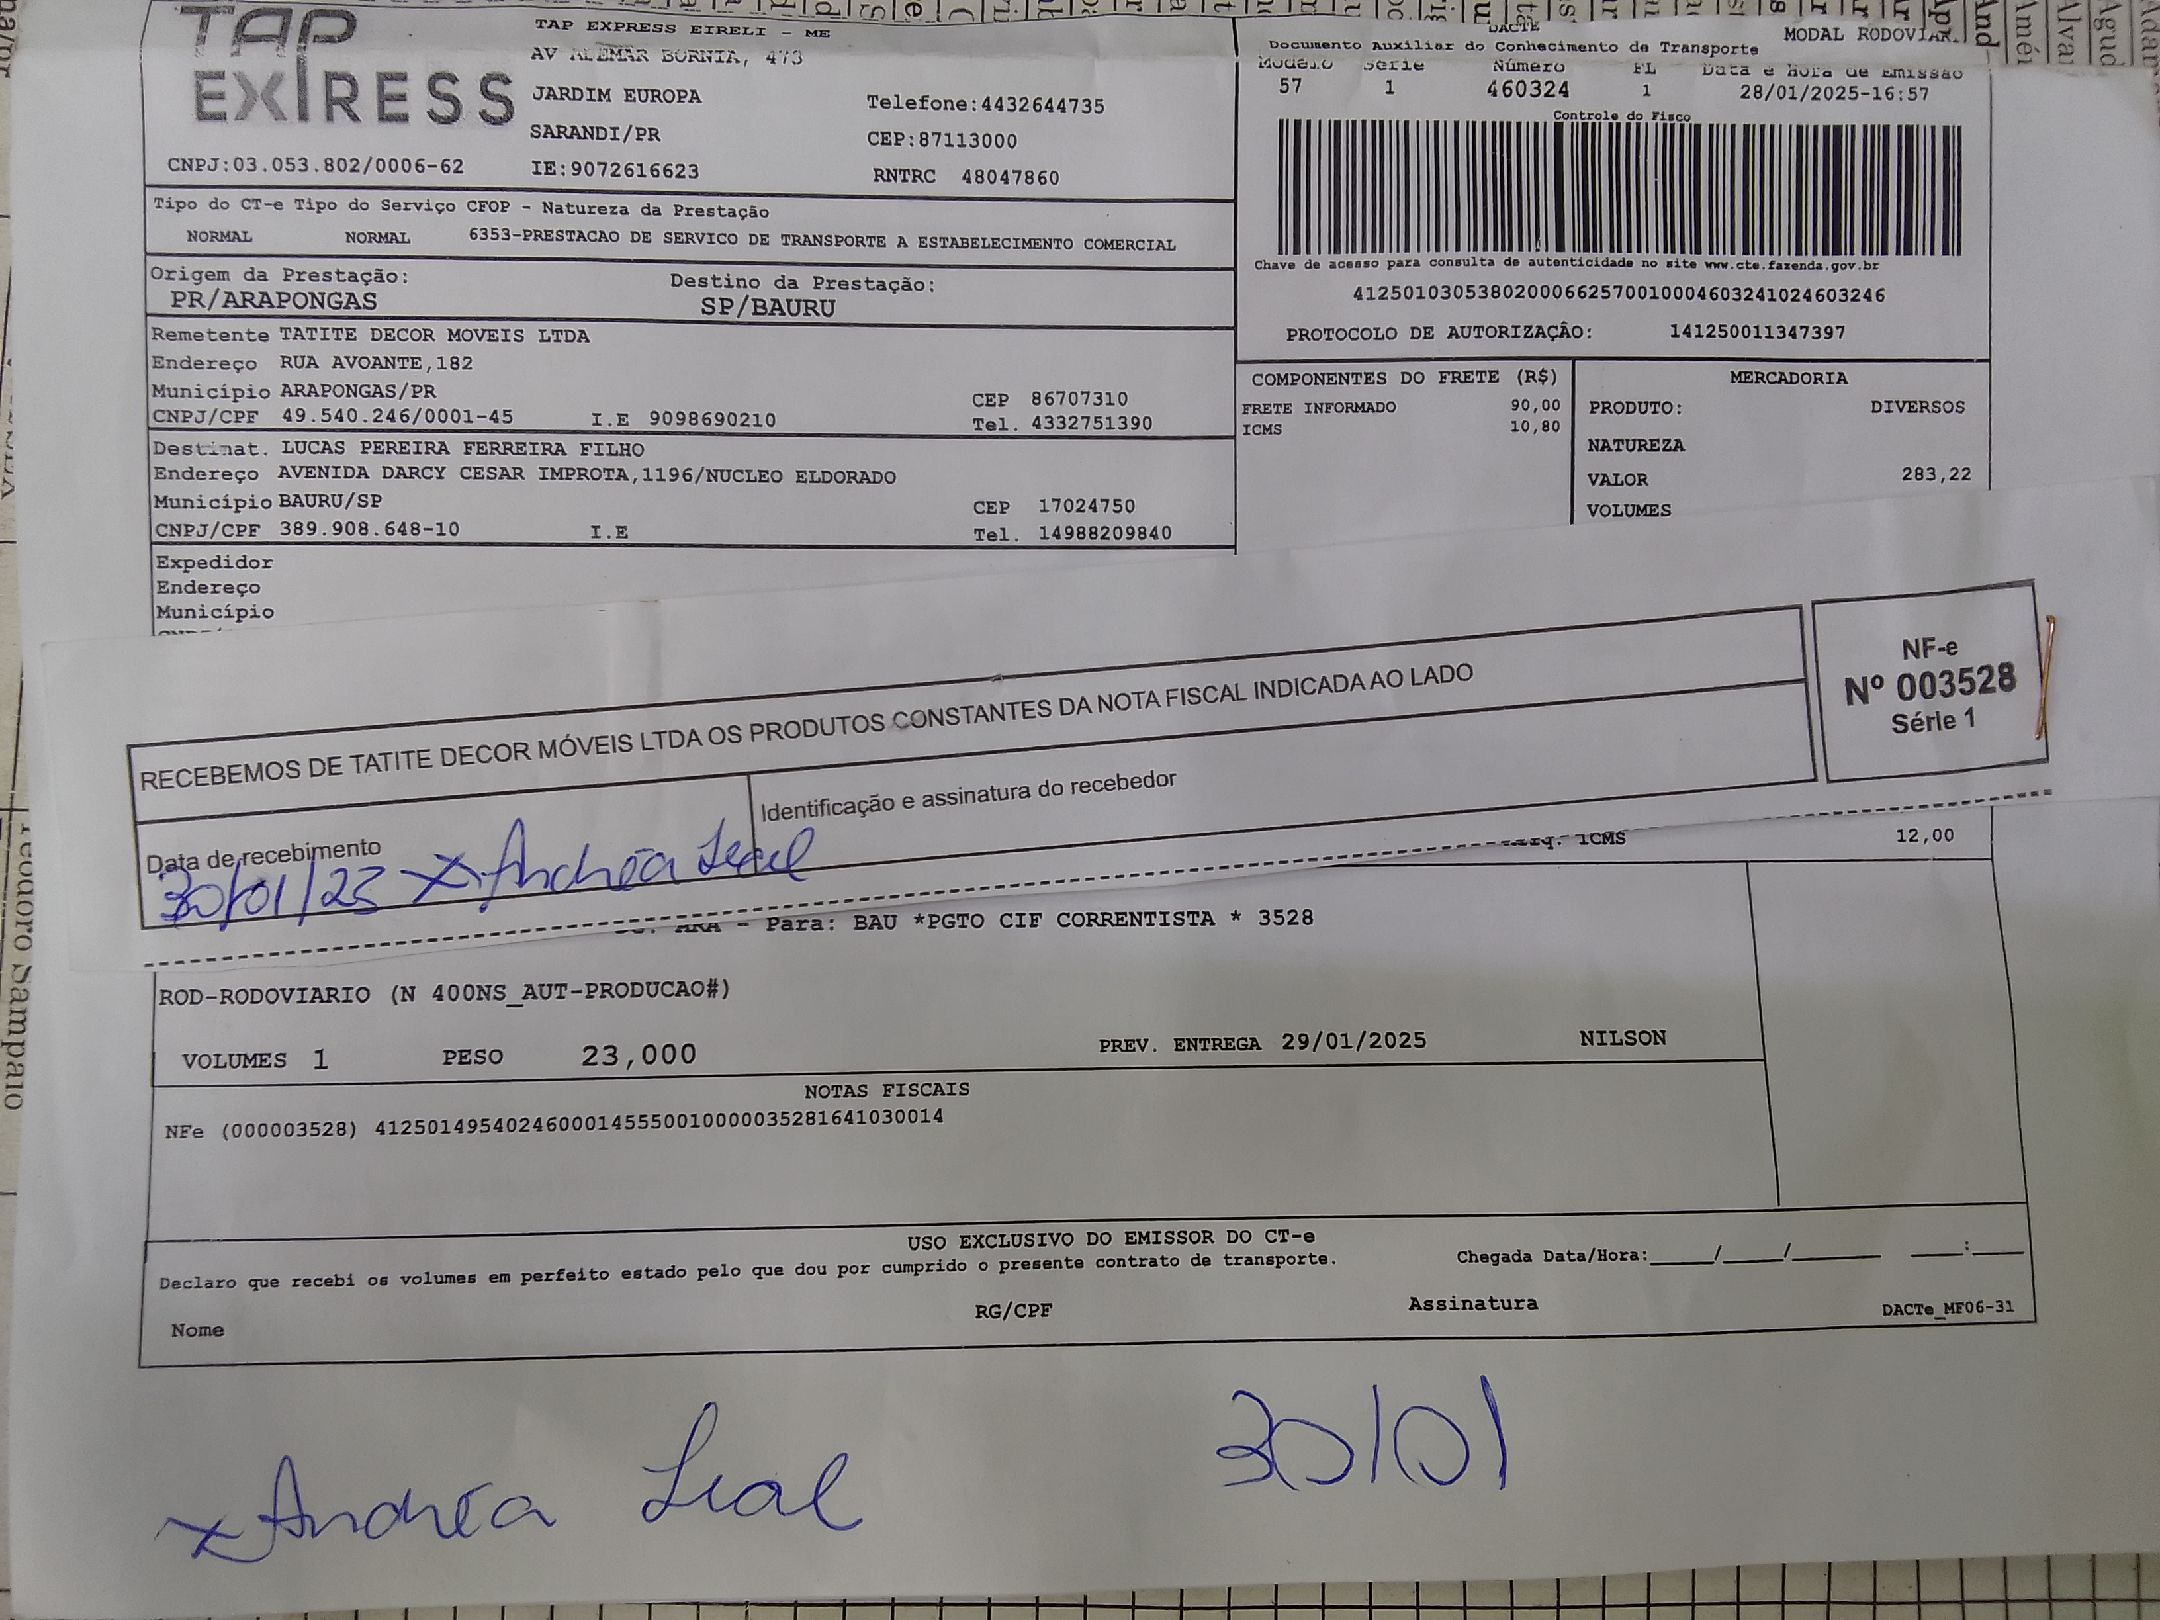 TAP EXPRESS
TAP EXPRESS EIRELI - ME
AV ALEMAR BORNIA, 473
JARDIM EUROPA Telefone:4432644735
SARANDI/PR CEP:87113000
CNPJ:03.053.802/0006-62 IE:9072616623 RNTRC 48047860
DACTE MODAL RODOVIAR
Documento Auxiliar do Conhecimento de Transporte
Modelo Serie Número FL Data e Hora de Emissão
57 1 460324 1 28/01/2025-16:57
Controle do Fisco
Chave de acesso para consulta de autenticidade no site www.cte.fazenda.gov.br
41250103053802000662570010004603241024603246
PROTOCOLO DE AUTORIZAÇÃO: 141250011347397
Tipo do CT-e Tipo do Serviço CFOP - Natureza da Prestação
NORMAL NORMAL 6353-PRESTACAO DE SERVICO DE TRANSPORTE A ESTABELECIMENTO COMERCIAL
Origem da Prestação: Destino da Prestação:
PR/ARAPONGAS SP/BAURU
Remetente TATITE DECOR MOVEIS LTDA
Endereço RUA AVOANTE,182
Município ARAPONGAS/PR CEP 86707310
CNPJ/CPF 49.540.246/0001-45 I.E 9098690210 Tel. 4332751390
Destinat. LUCAS PEREIRA FERREIRA FILHO
Endereço AVENIDA DARCY CESAR IMPROTA,1196/NUCLEO ELDORADO
Município BAURU/SP CEP 17024750
CNPJ/CPF 389.908.648-10 I.E Tel. 14988209840
Expedidor
Endereço
Município
COMPONENTES DO FRETE (R$) MERCADORIA
FRETE INFORMADO 90,00 PRODUTO: DIVERSOS
ICMS 10,80
NATUREZA
VALOR 283,22
VOLUMES
RECEBEMOS DE TATITE DECOR MÓVEIS LTDA OS PRODUTOS CONSTANTES DA NOTA FISCAL INDICADA AO LADO
NF-e
Nº 003528
Série 1
Data de recebimento Identificação e assinatura do recebedor
30/01/25 x Andréa Leal
ICMS 12,00
ARA - Para: BAU *PGTO CIF CORRENTISTA * 3528
ROD-RODOVIARIO (N 400NS_AUT-PRODUCAO#)
VOLUMES 1 PESO 23,000 PREV. ENTREGA 29/01/2025 NILSON
NOTAS FISCAIS
NFe (000003528) 41250149540246000145550010000035281641030014
USO EXCLUSIVO DO EMISSOR DO CT-e
Declaro que recebi os volumes em perfeito estado pelo que dou por cumprido o presente contrato de transporte. Chegada Data/Hora:____/____/______ ____:____
Nome RG/CPF Assinatura DACTe_MF06-31
x Andréa Leal 30/01
Teodoro Sampaio